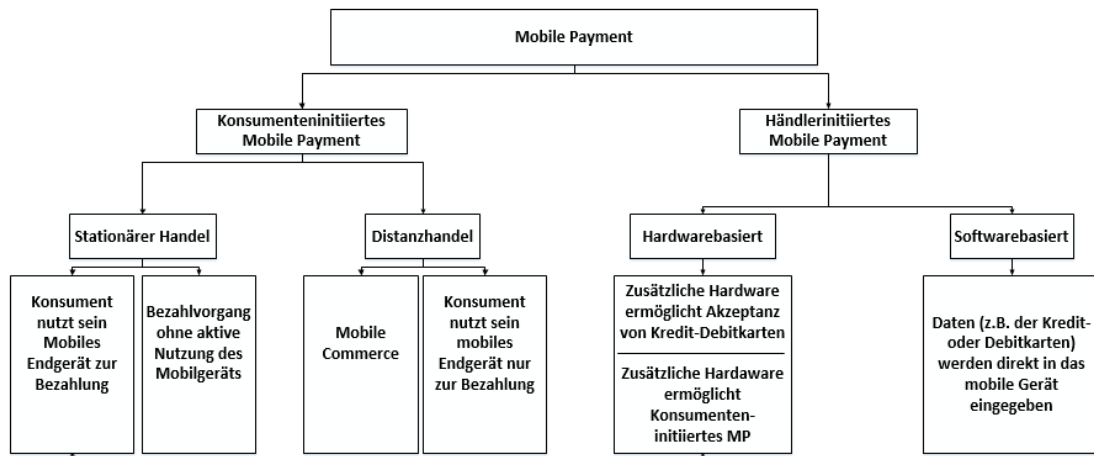 Mobile Payment
Konsumenteninitiiertes
Mobile Payment
Händlerinitiiertes
Mobile Payment
Stationärer Handel
Distanzhandel
Hardwarebasiert
Softwarebasiert
Konsument
nutzt sein
Mobiles
Endgerät zur
Bezahlung
Bezahlvorgang
ohne aktive
Nutzung des
Mobilgeräts
Mobile
Commerce
Konsument
nutzt sein
mobiles
Endgerät nur
zur Bezahlung
Zusätzliche Hardware
ermöglicht Akzeptanz
von Kredit-Debitkarten
Zusätzliche Hardaware
ermöglicht
Konsumenten-
initiiertes MP
Daten (z.B. der Kredit-
oder Debitkarten)
werden direkt in das
mobile Gerät
eingegeben